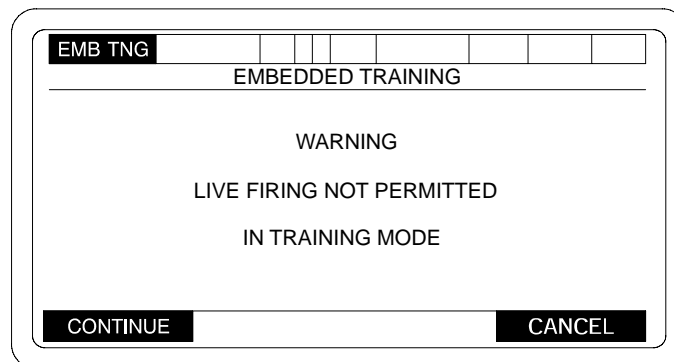 EMB TNG
EMBEDDED TRAINING
WARNING
LIVE FIRING NOT PERMITTED
IN TRAINING MODE
CONTINUE CANCEL